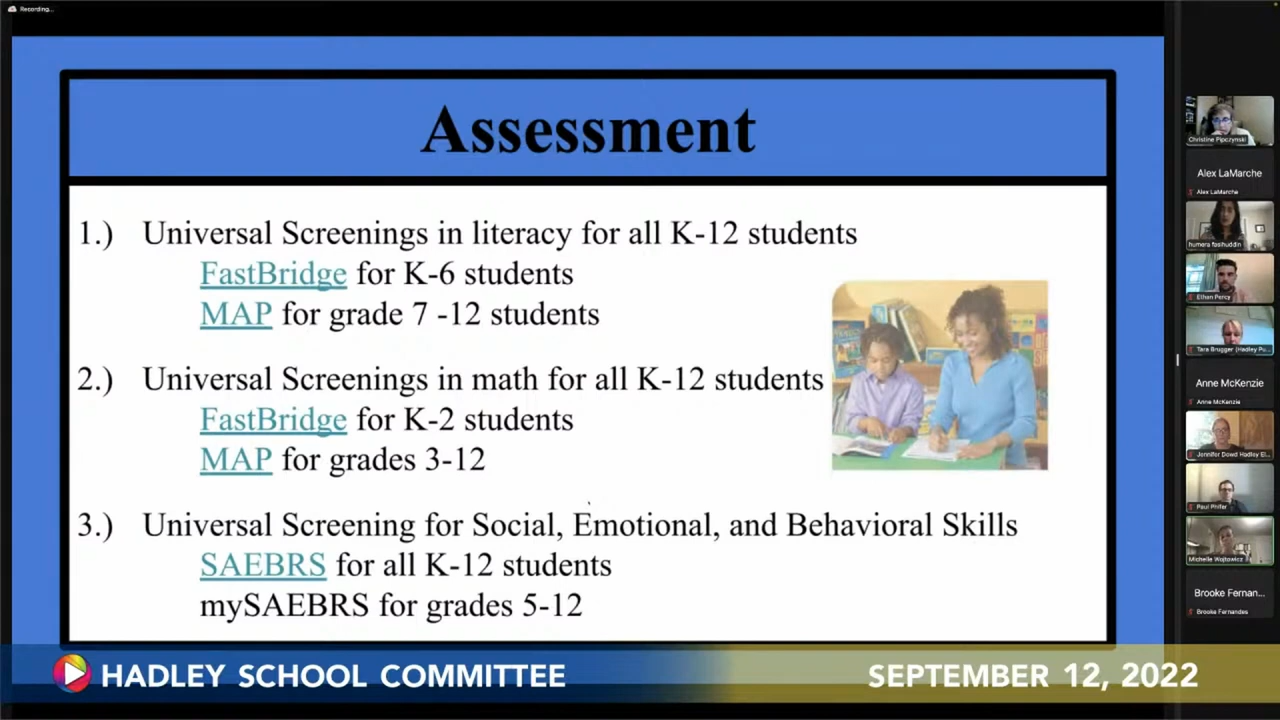 Recording...
Assessment
1.) Universal Screenings in literacy for all K-12 students
FastBridge for K-6 students
MAP for grade 7 -12 students
2.) Universal Screenings in math for all K-12 students
FastBridge for K-2 students
MAP for grades 3-12
3.) Universal Screening for Social, Emotional, and Behavioral Skills
SAEBRS for all K-12 students
mySAEBRS for grades 5-12
HADLEY SCHOOL COMMITTEE
SEPTEMBER 12, 2022
Christine Pipczynski
Alex LaMarche
Alex LaMarche
humera fasihuddin
Ethan Percy
Tara Brugger (Hadley Pu...
Anne McKenzie
Anne McKenzie
Jennifer Dowd Hadley El...
Paul Phifer
Michelle Wojtowicz
Brooke Fernan...
Brooke Fernandes